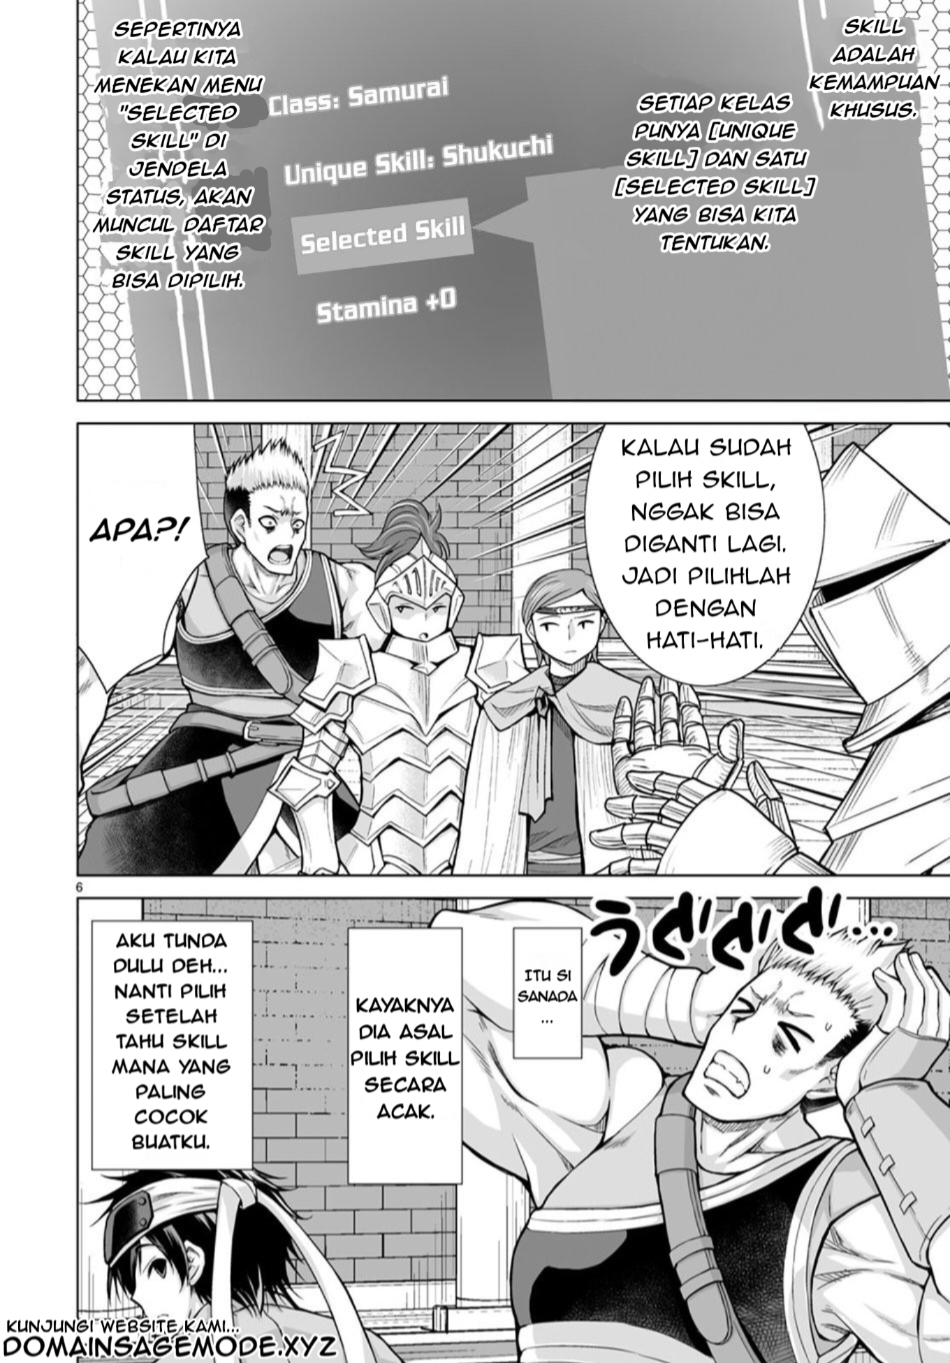 SKILL
ADALAH
KEMAMPUAN
KHUSUS.
SETIAP KELAS
PUNYA [UNIQUE
SKILL] DAN SATU
[SELECTED SKILL]
YANG BISA KITA
TENTUKAN.
Class: Samurai
Unique Skill: Shukuchi
Selected Skill
Stamina +0
SEPERTINYA
KALAU KITA
MENEKAN MENU
"SELECTED
SKILL" DI
JENDELA
STATUS, AKAN
MUNCUL DAFTAR
SKILL YANG
BISA DIPILIH.
KALAU SUDAH
PILIH SKILL,
NGGAK BISA
DIGANTI LAGI.
JADI PILIHLAH
DENGAN
HATI-HATI.
APA?!
6
うぐぐぐ...
ITU SI
SANADA
...
KAYAKNYA
DIA ASAL
PILIH SKILL
SECARA
ACAK.
AKU TUNDA
DULU DEH...
NANTI PILIH
SETELAH
TAHU SKILL
MANA YANG
PALING
COCOK
BUATKU.
KUNJUNGI WEBSITE KAMI...
DOMAINSAGEMODE.XYZ